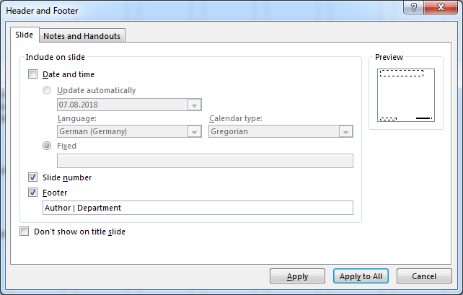 Header and Footer
Slide
Notes and Handouts
Include on slide
Preview
Date and time
Update automatically
07.08.2018
Language:
Calendar type:
German (Germany)
Gregorian
Fixed
Slide number
Footer
Author | Department
Don't show on title slide
Apply
Apply to All
Cancel